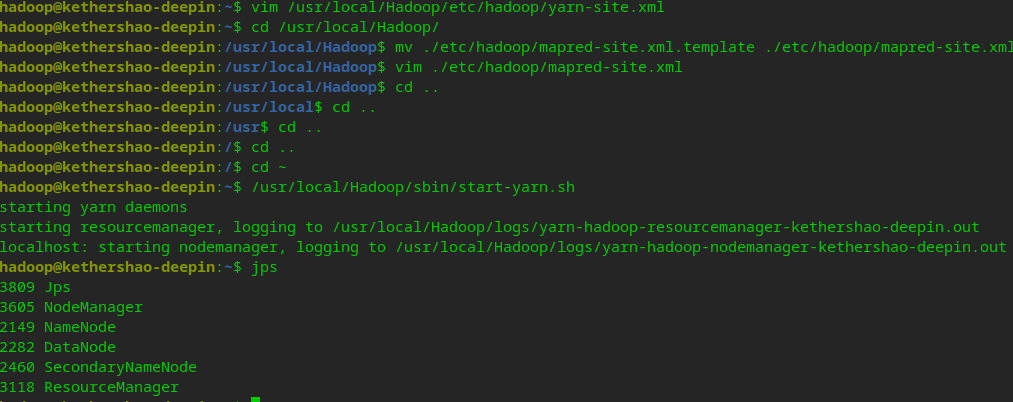 hadoop@kethershao-deepin:~$ vim /usr/local/Hadoop/etc/hadoop/yarn-site.xml
hadoop@kethershao-deepin:~$ cd /usr/local/Hadoop/
hadoop@kethershao-deepin:/usr/local/Hadoop$ mv ./etc/hadoop/mapred-site.xml.template ./etc/hadoop/mapred-site.xml
hadoop@kethershao-deepin:/usr/local/Hadoop$ vim ./etc/hadoop/mapred-site.xml
hadoop@kethershao-deepin:/usr/local/Hadoop$ cd ..
hadoop@kethershao-deepin:/usr/local$ cd ..
hadoop@kethershao-deepin:/usr$ cd ..
hadoop@kethershao-deepin:/$ cd ..
hadoop@kethershao-deepin:/$ cd ~
hadoop@kethershao-deepin:~$ /usr/local/Hadoop/sbin/start-yarn.sh
starting yarn daemons
starting resourcemanager, logging to /usr/local/Hadoop/logs/yarn-hadoop-resourcemanager-kethershao-deepin.out
localhost: starting nodemanager, logging to /usr/local/Hadoop/logs/yarn-hadoop-nodemanager-kethershao-deepin.out
hadoop@kethershao-deepin:~$ jps
3809 Jps
3605 NodeManager
2149 NameNode
2282 DataNode
2460 SecondaryNameNode
3118 ResourceManager